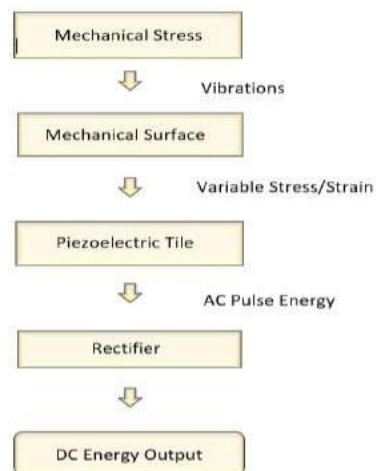 Mechanical Stress
Vibrations
Mechanical Surface
Variable Stress/Strain
Piezoelectric Tile
AC Pulse Energy
Rectifier
DC Energy Output